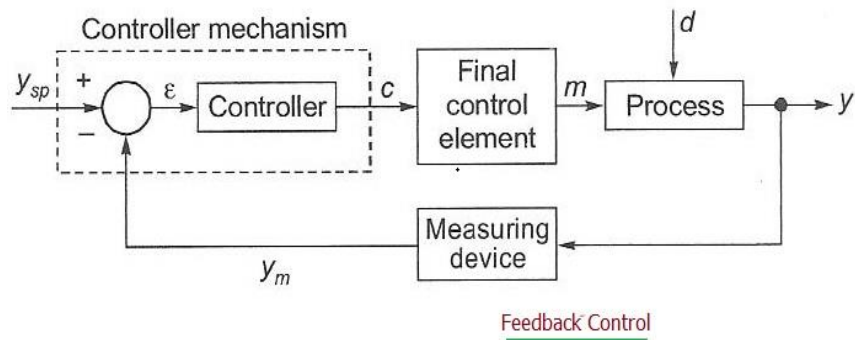 Controller mechanism
y_sp
+
−
ε
Controller
c
Final
control
element
m
d
Process
y
Measuring
device
y_m
Feedback Control